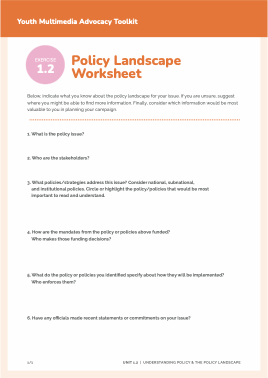 Youth Multimedia Advocacy Toolkit
EXERCISE
1.2
Policy Landscape
Worksheet
Below, indicate what you know about the policy landscape for your issue. If you are unsure, suggest
where you might be able to find more information. Finally, consider which information would be most
valuable to you in planning your campaign.
1. What is the policy issue?
2. Who are the stakeholders?
3. What policies/strategies address this issue? Consider national, subnational,
and institutional policies. Circle or highlight the policy/policies that would be most
important to read and understand.
4. How are the mandates from the policy or policies above funded?
Who makes those funding decisions?
5. What do the policy or policies you identified specify about how they will be implemented?
Who enforces them?
6. Have any officials made recent statements or commitments on your issue?
UNIT 1.2 | UNDERSTANDING POLICY & THE POLICY LANDSCAPE